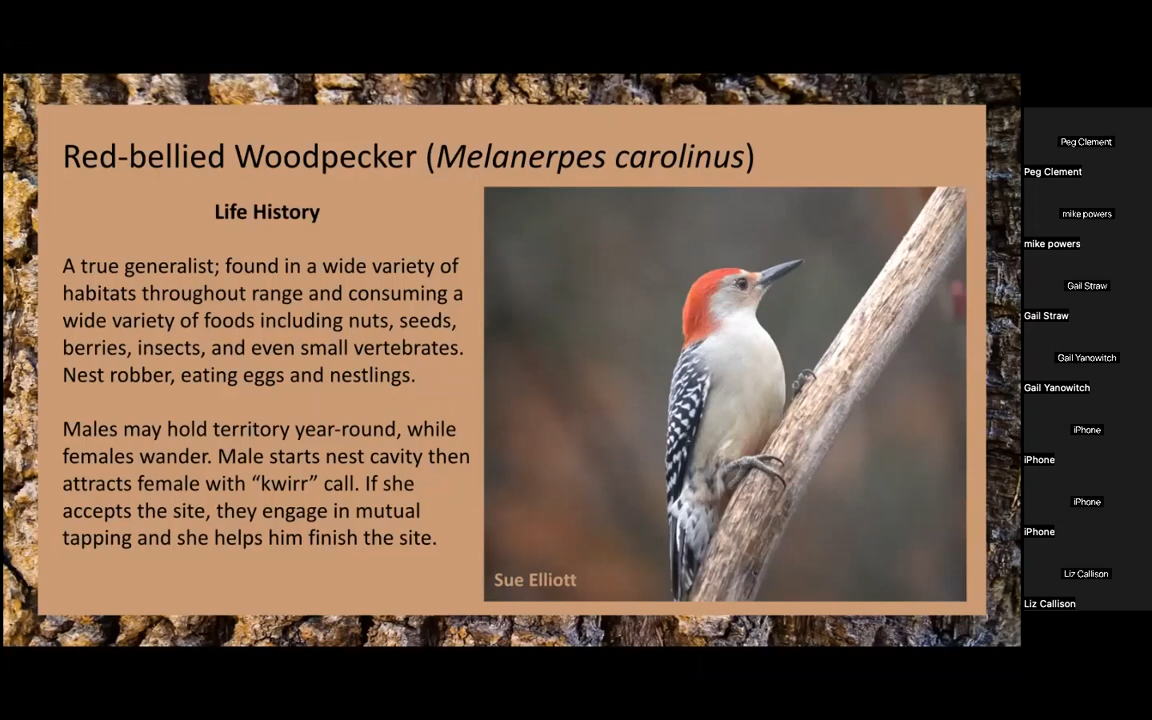 Red-bellied Woodpecker (Melanerpes carolinus)
Life History
A true generalist; found in a wide variety of
habitats throughout range and consuming a
wide variety of foods including nuts, seeds,
berries, insects, and even small vertebrates.
Nest robber, eating eggs and nestlings.
Males may hold territory year-round, while
females wander. Male starts nest cavity then
attracts female with “kwirr” call. If she
accepts the site, they engage in mutual
tapping and she helps him finish the site.
Sue Elliott
Peg Clement
Peg Clement
mike powers
mike powers
Gail Straw
Gail Straw
Gail Yanowitch
Gail Yanowitch
iPhone
iPhone
iPhone
iPhone
Liz Callison
Liz Callison